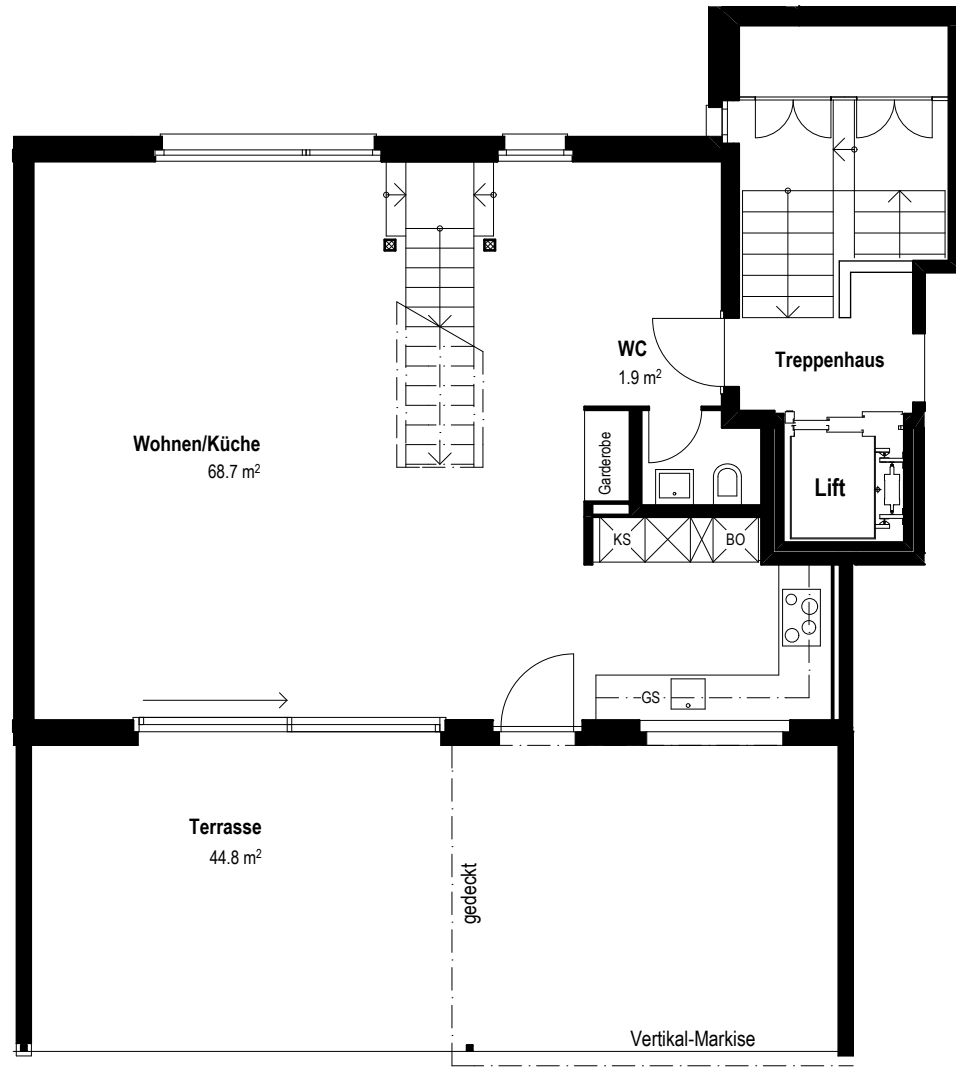 WC
1.9 m²
Treppenhaus
Wohnen/Küche
68.7 m²
Garderobe
Lift
KS
BO
GS
Terrasse
44.8 m²
gedeckt
Vertikal-Markise